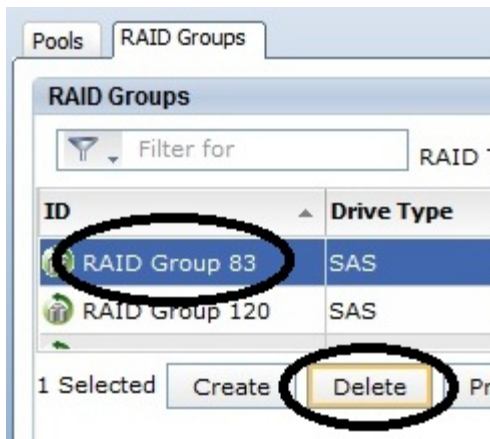 Pools RAID Groups
RAID Groups
Filter for RAID
ID Drive Type
RAID Group 83 SAS
RAID Group 120 SAS
1 Selected Create Delete